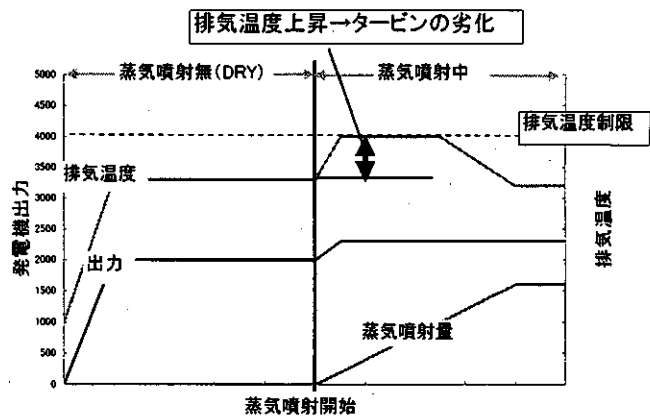 排気温度上昇→タービンの劣化
蒸気噴射無(DRY)
蒸気噴射中
5000
4500
4000
3500
3000
2500
2000
1500
1000
500
0
発電機出力
排気温度
出力
蒸気噴射量
排気温度制限
排気温度
蒸気噴射開始